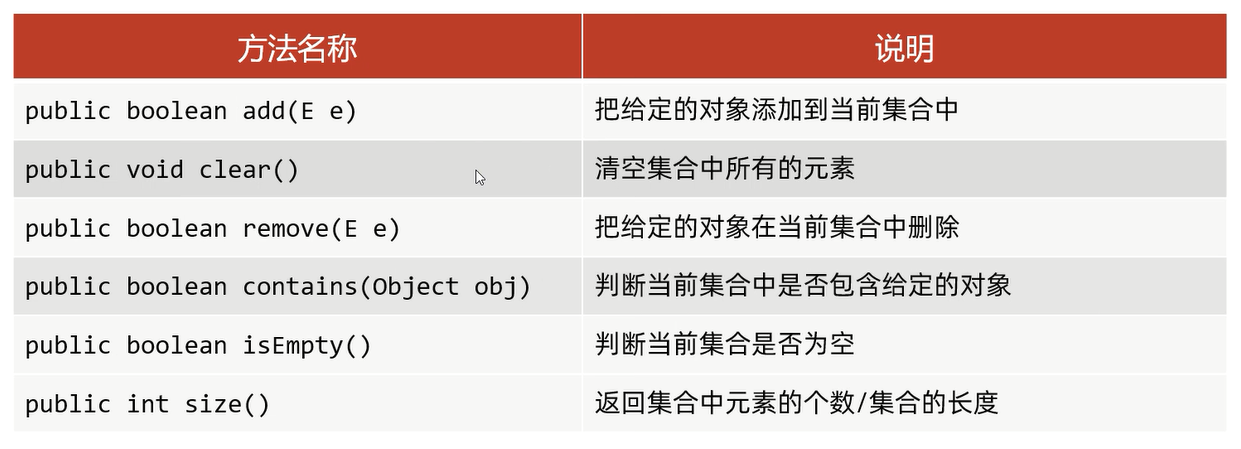 方法名称 说明
public boolean add(E e) 把给定的对象添加到当前集合中
public void clear() 清空集合中所有的元素
public boolean remove(E e) 把给定的对象在当前集合中删除
public boolean contains(Object obj) 判断当前集合中是否包含给定的对象
public boolean isEmpty() 判断当前集合是否为空
public int size() 返回集合中元素的个数/集合的长度